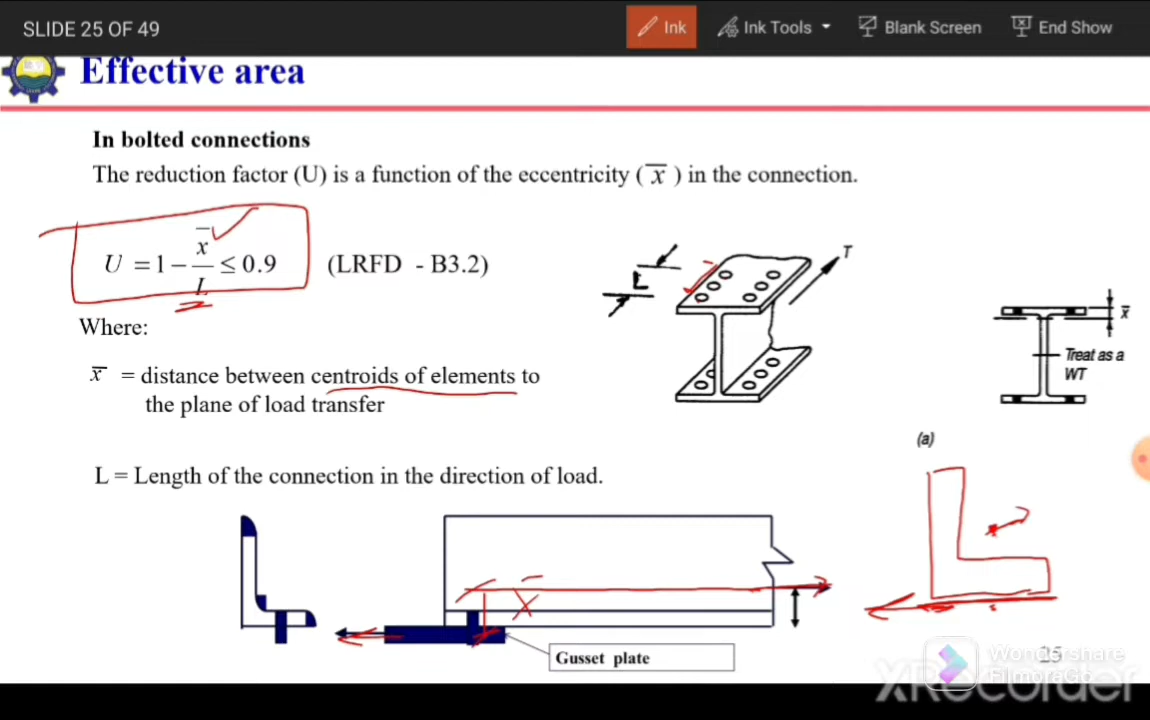 SLIDE 25 OF 49
Ink
Ink Tools
Blank Screen
End Show
Effective area
In bolted connections
The reduction factor (U) is a function of the eccentricity ( x̅ ) in the connection.
U = 1 − x̅/L ≤ 0.9 (LRFD - B3.2)
Where:
x̅ = distance between centroids of elements to
the plane of load transfer
L = Length of the connection in the direction of load.
L
T
x̅
Treat as a
WT
(a)
x̅
Gusset plate
25
Wondershare
FilmoraGo
XRecorder